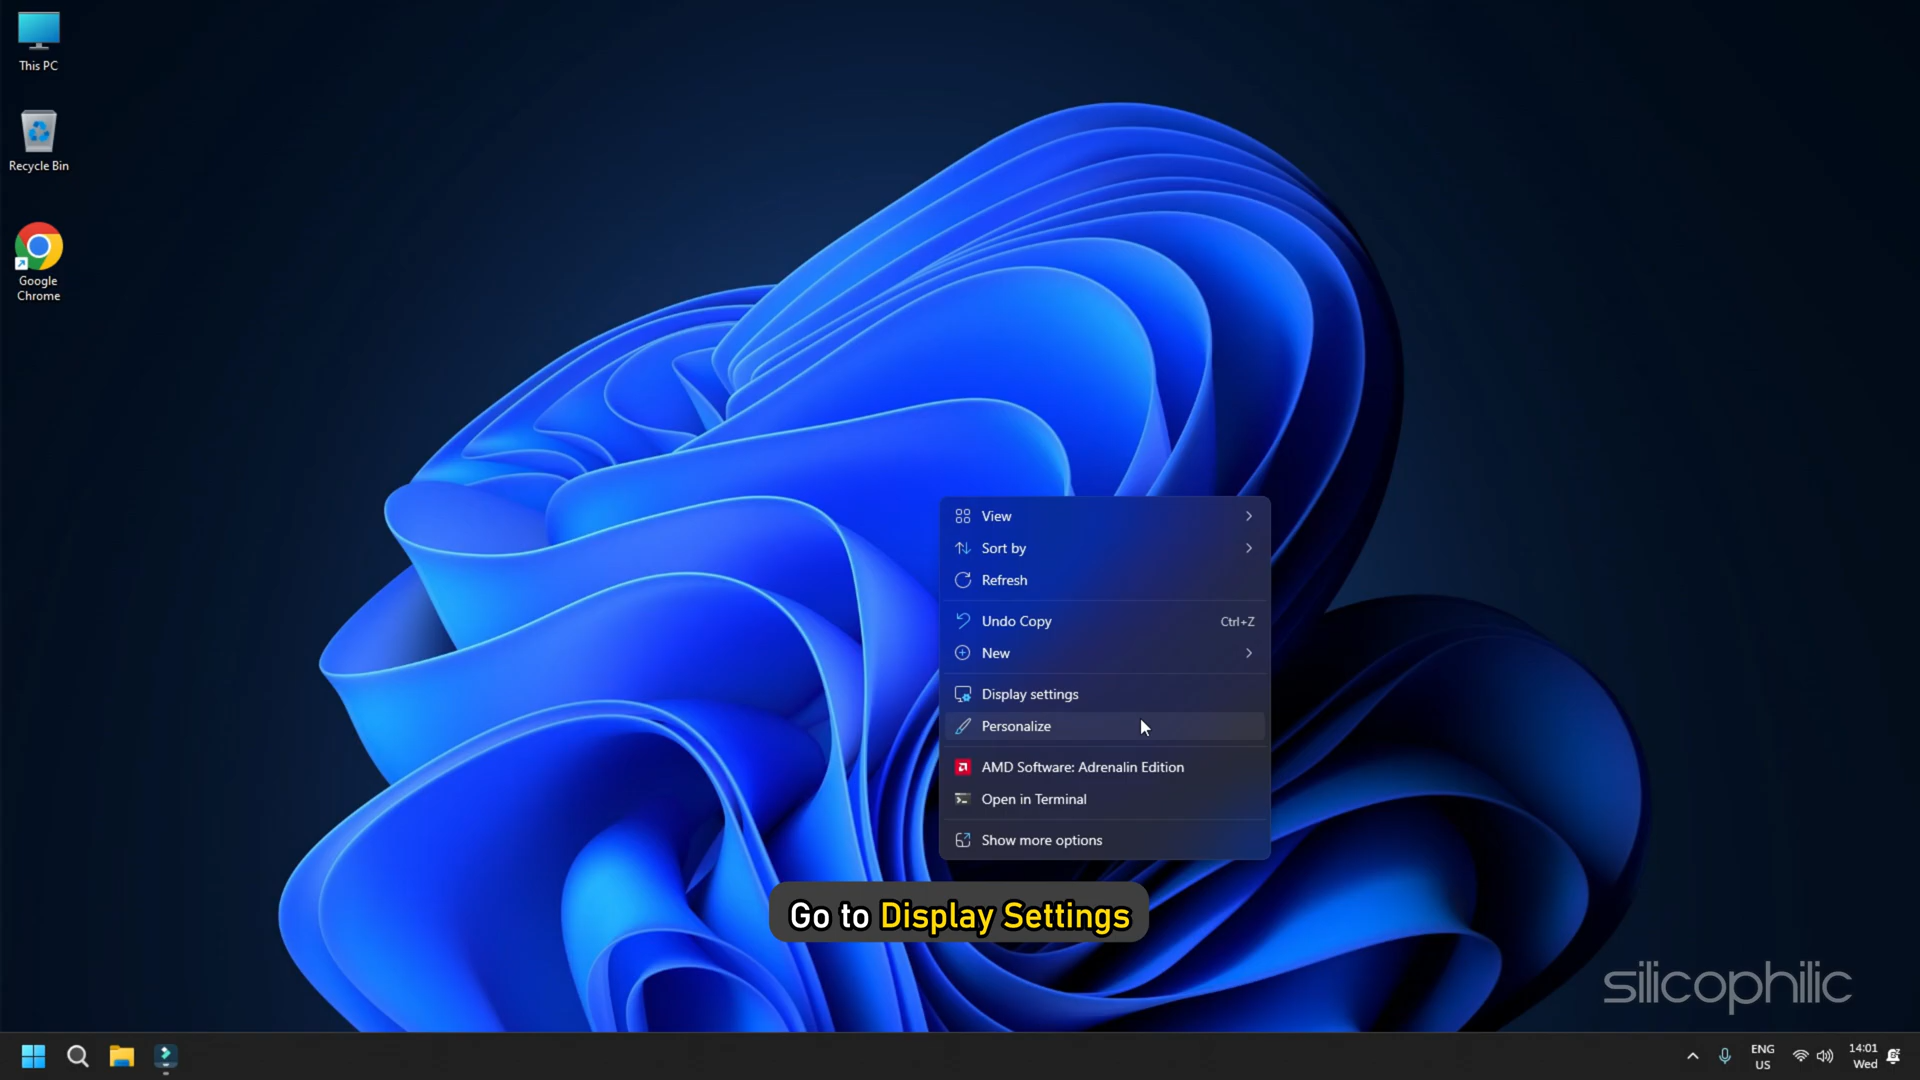 This PC
Recycle Bin
Google
Chrome
View
Sort by
Refresh
Undo Copy Ctrl+Z
New
Display settings
Personalize
AMD Software: Adrenalin Edition
Open in Terminal
Show more options
Go to Display Settings
silicophilic
ENG
US
14:01
Wed